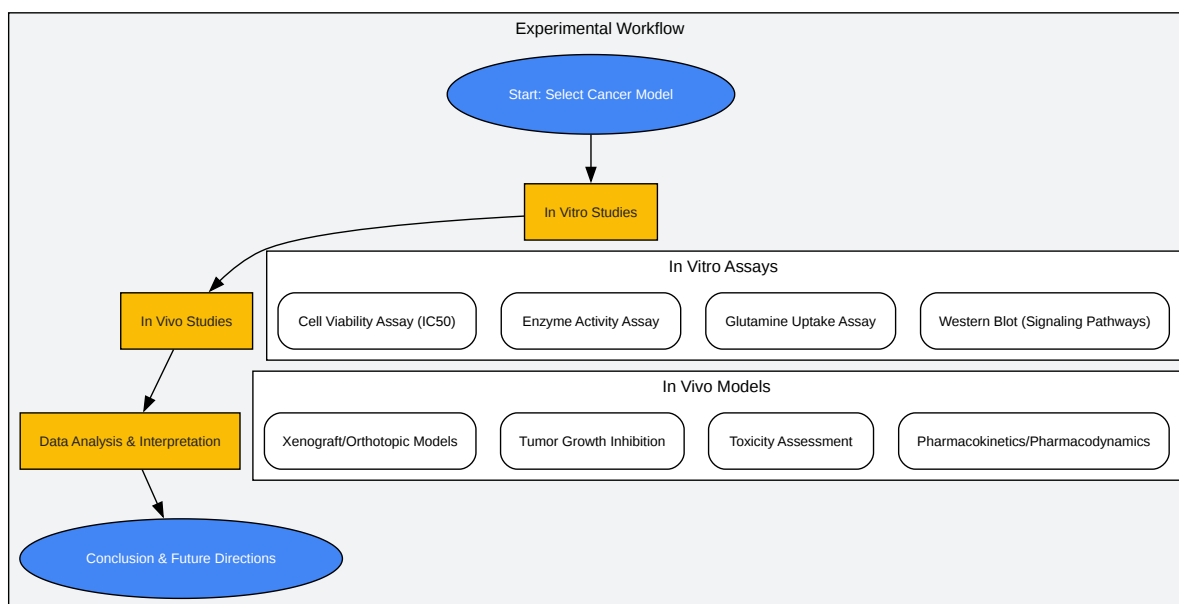 Experimental Workflow
Start: Select Cancer Model
In Vitro Studies
In Vitro Assays
In Vivo Studies
Cell Viability Assay (IC50)
Enzyme Activity Assay
Glutamine Uptake Assay
Western Blot (Signaling Pathways)
In Vivo Models
Data Analysis & Interpretation
Xenograft/Orthotopic Models
Tumor Growth Inhibition
Toxicity Assessment
Pharmacokinetics/Pharmacodynamics
Conclusion & Future Directions